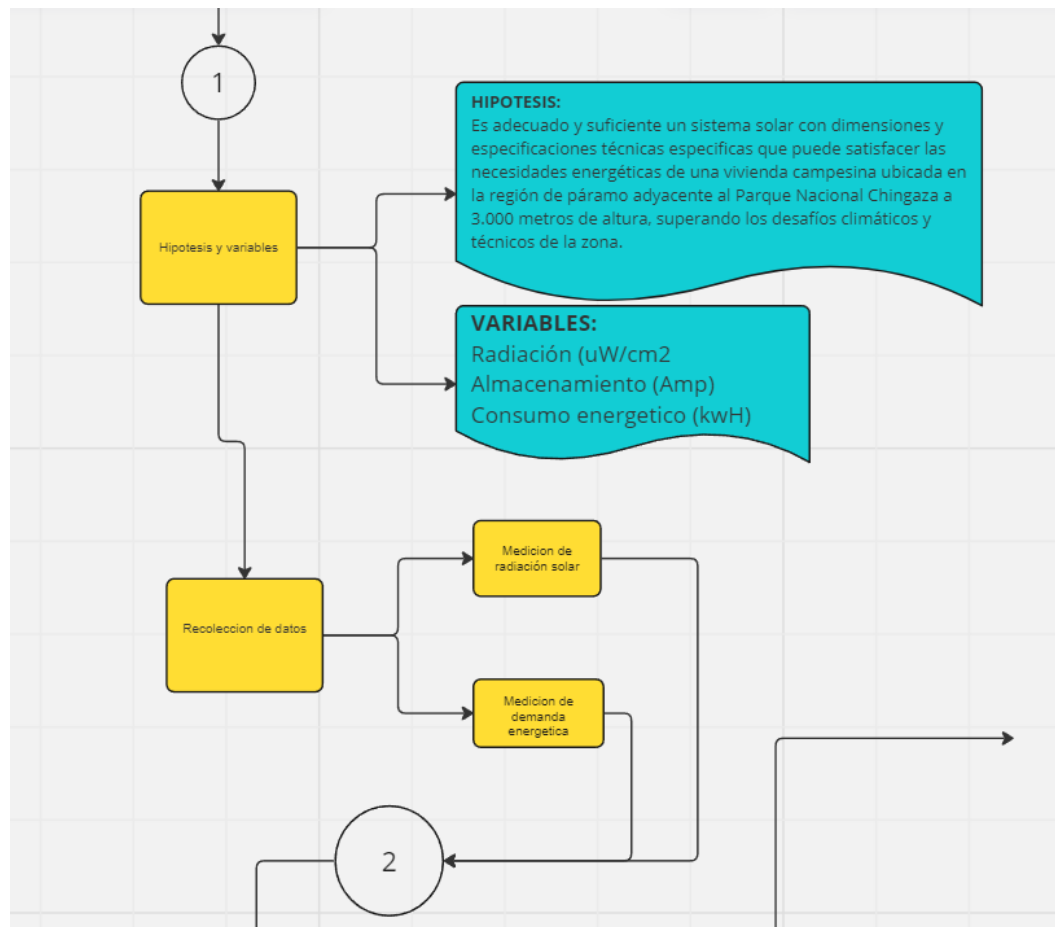 1
HIPOTESIS:
Es adecuado y suficiente un sistema solar con dimensiones y
especificaciones técnicas especificas que puede satisfacer las
necesidades energéticas de una vivienda campesina ubicada en
la región de páramo adyacente al Parque Nacional Chingaza a
3.000 metros de altura, superando los desafíos climáticos y
técnicos de la zona.
Hipotesis y variables
VARIABLES:
Radiación (uW/cm2
Almacenamiento (Amp)
Consumo energetico (kwH)
Medicion de
radiación solar
Recoleccion de datos
Medicion de
demanda
energetica
2